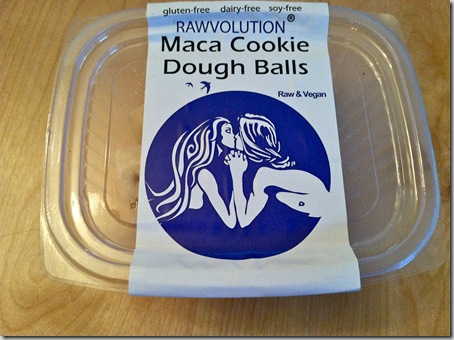 gluten-free dairy-free soy-free
RAWVOLUTION®
Maca Cookie
Dough Balls
Raw & Vegan